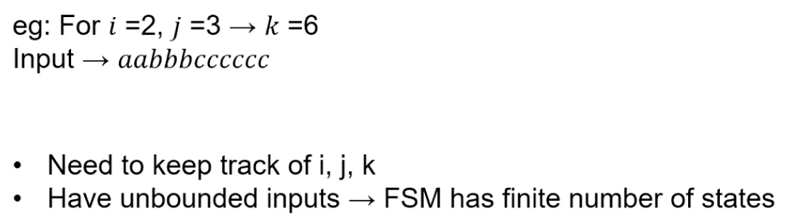 eg: For i =2, j =3 → k =6
Input → aabbbcccccc
• Need to keep track of i, j, k
• Have unbounded inputs → FSM has finite number of states